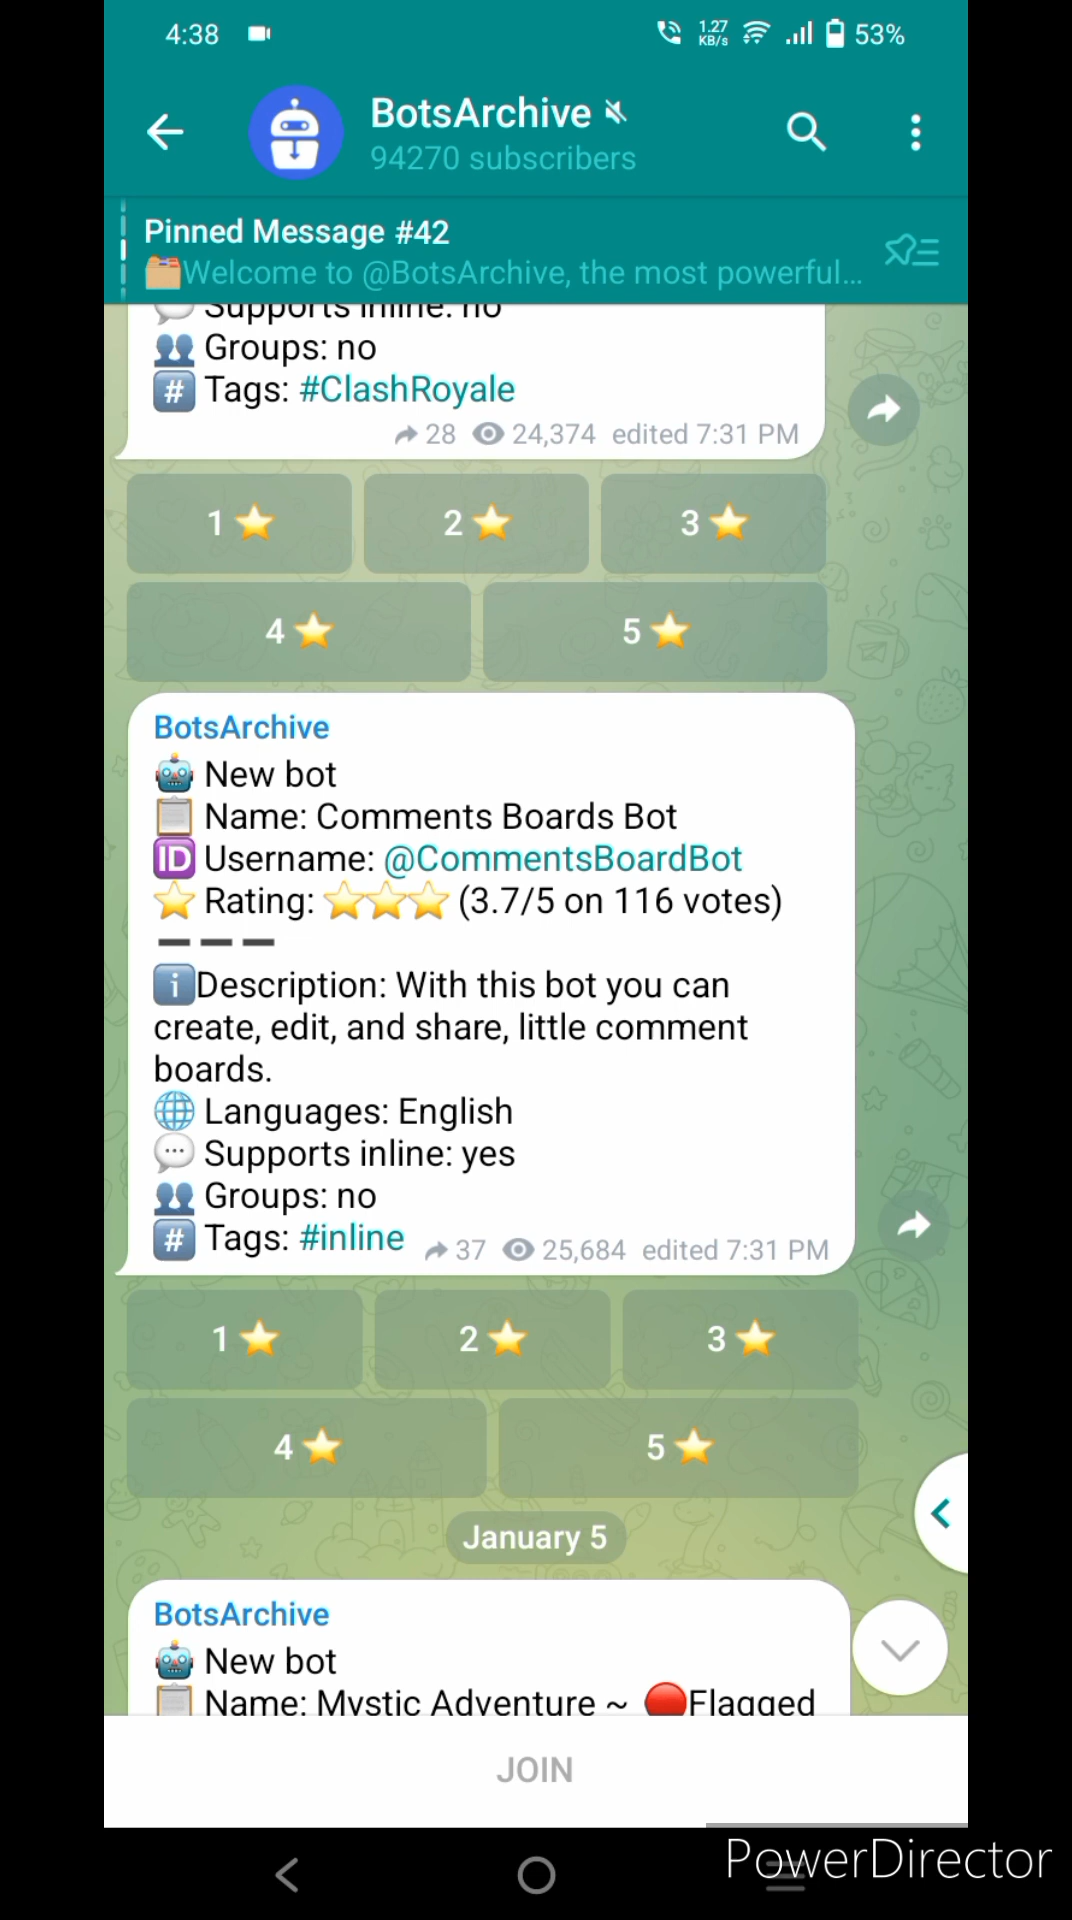 4:38 1.27 KB/s 53%
BotsArchive
94270 subscribers
Pinned Message #42
Welcome to @BotsArchive, the most powerful...
Supports inline: no
Groups: no
# Tags: #ClashRoyale
28 24,374 edited 7:31 PM
1 2 3
4 5
BotsArchive
New bot
Name: Comments Boards Bot
ID Username: @CommentsBoardBot
Rating: (3.7/5 on 116 votes)
Description: With this bot you can
create, edit, and share, little comment
boards.
Languages: English
Supports inline: yes
Groups: no
# Tags: #inline 37 25,684 edited 7:31 PM
1 2 3
4 5
January 5
BotsArchive
New bot
Name: Mystic Adventure ~ Flagged
JOIN
PowerDirector